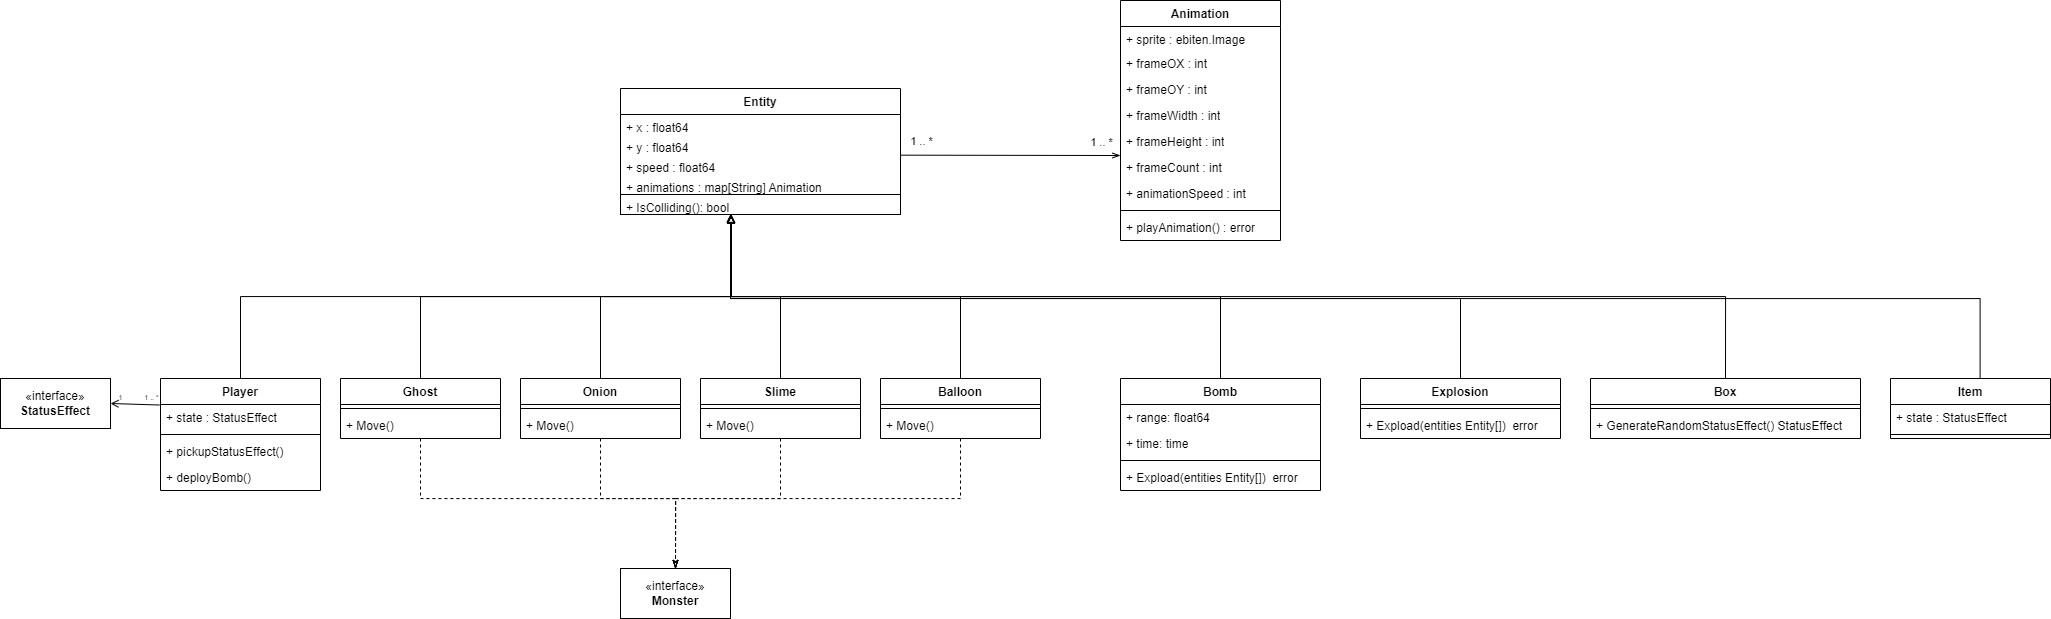 Animation
+ sprite : ebiten.Image
+ frameOX : int
+ frameOY : int
+ frameWidth : int
+ frameHeight : int
+ frameCount : int
+ animationSpeed : int
+ playAnimation() : error
Entity
+ x : float64
+ y : float64
+ speed : float64
+ animations : map[String] Animation
+ IsColliding(): bool
1 .. *
1 .. *
«interface»
StatusEffect
1
1 .. *
Player
+ state : StatusEffect
+ pickupStatusEffect()
+ deployBomb()
Ghost
+ Move()
Onion
+ Move()
Slime
+ Move()
Balloon
+ Move()
Bomb
+ range: float64
+ time: time
+ Expload(entities Entity[])  error
Explosion
+ Expload(entities Entity[])  error
Box
+ GenerateRandomStatusEffect() StatusEffect
Item
+ state : StatusEffect
«interface»
Monster